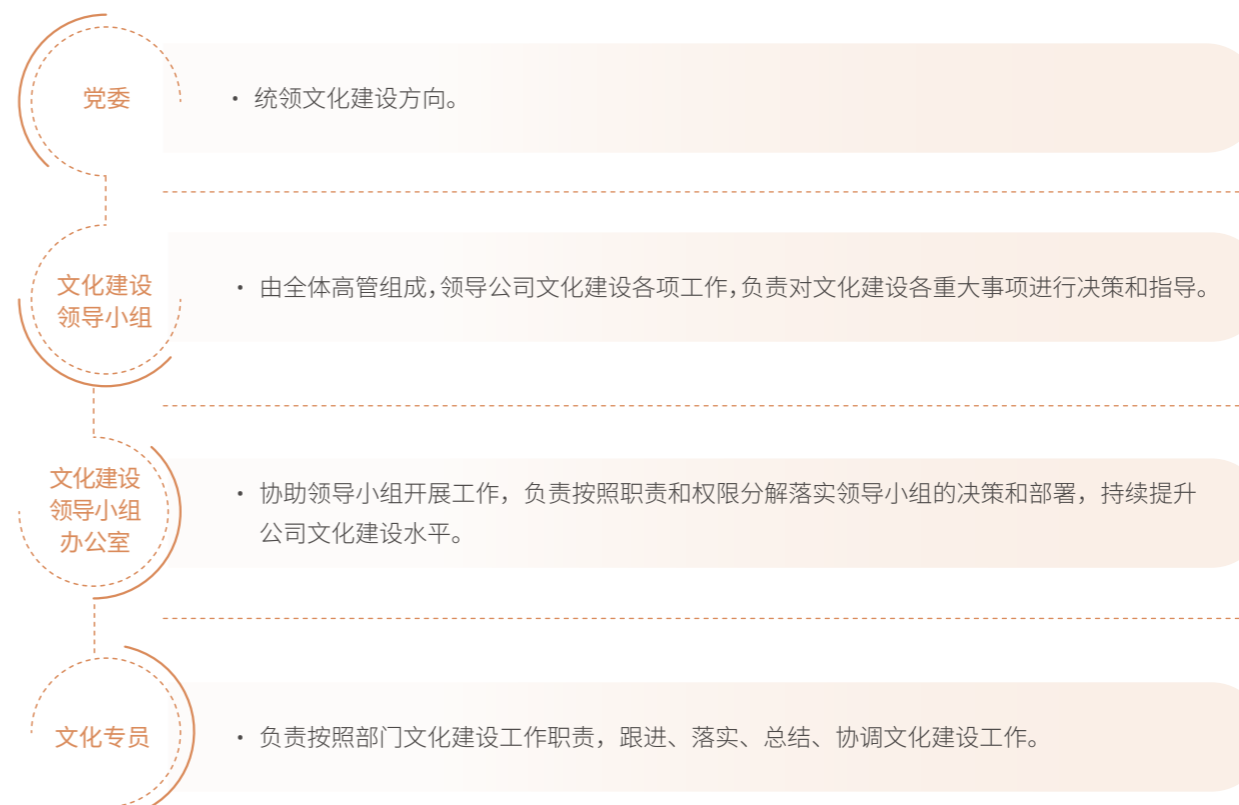 党委
· 统领文化建设方向。
文化建设
领导小组
· 由全体高管组成，领导公司文化建设各项工作，负责对文化建设各重大事项进行决策和指导。
文化建设
领导小组
办公室
· 协助领导小组开展工作，负责按照职责和权限分解落实领导小组的决策和部署，持续提升
公司文化建设水平。
文化专员
· 负责按照部门文化建设工作职责，跟进、落实、总结、协调文化建设工作。